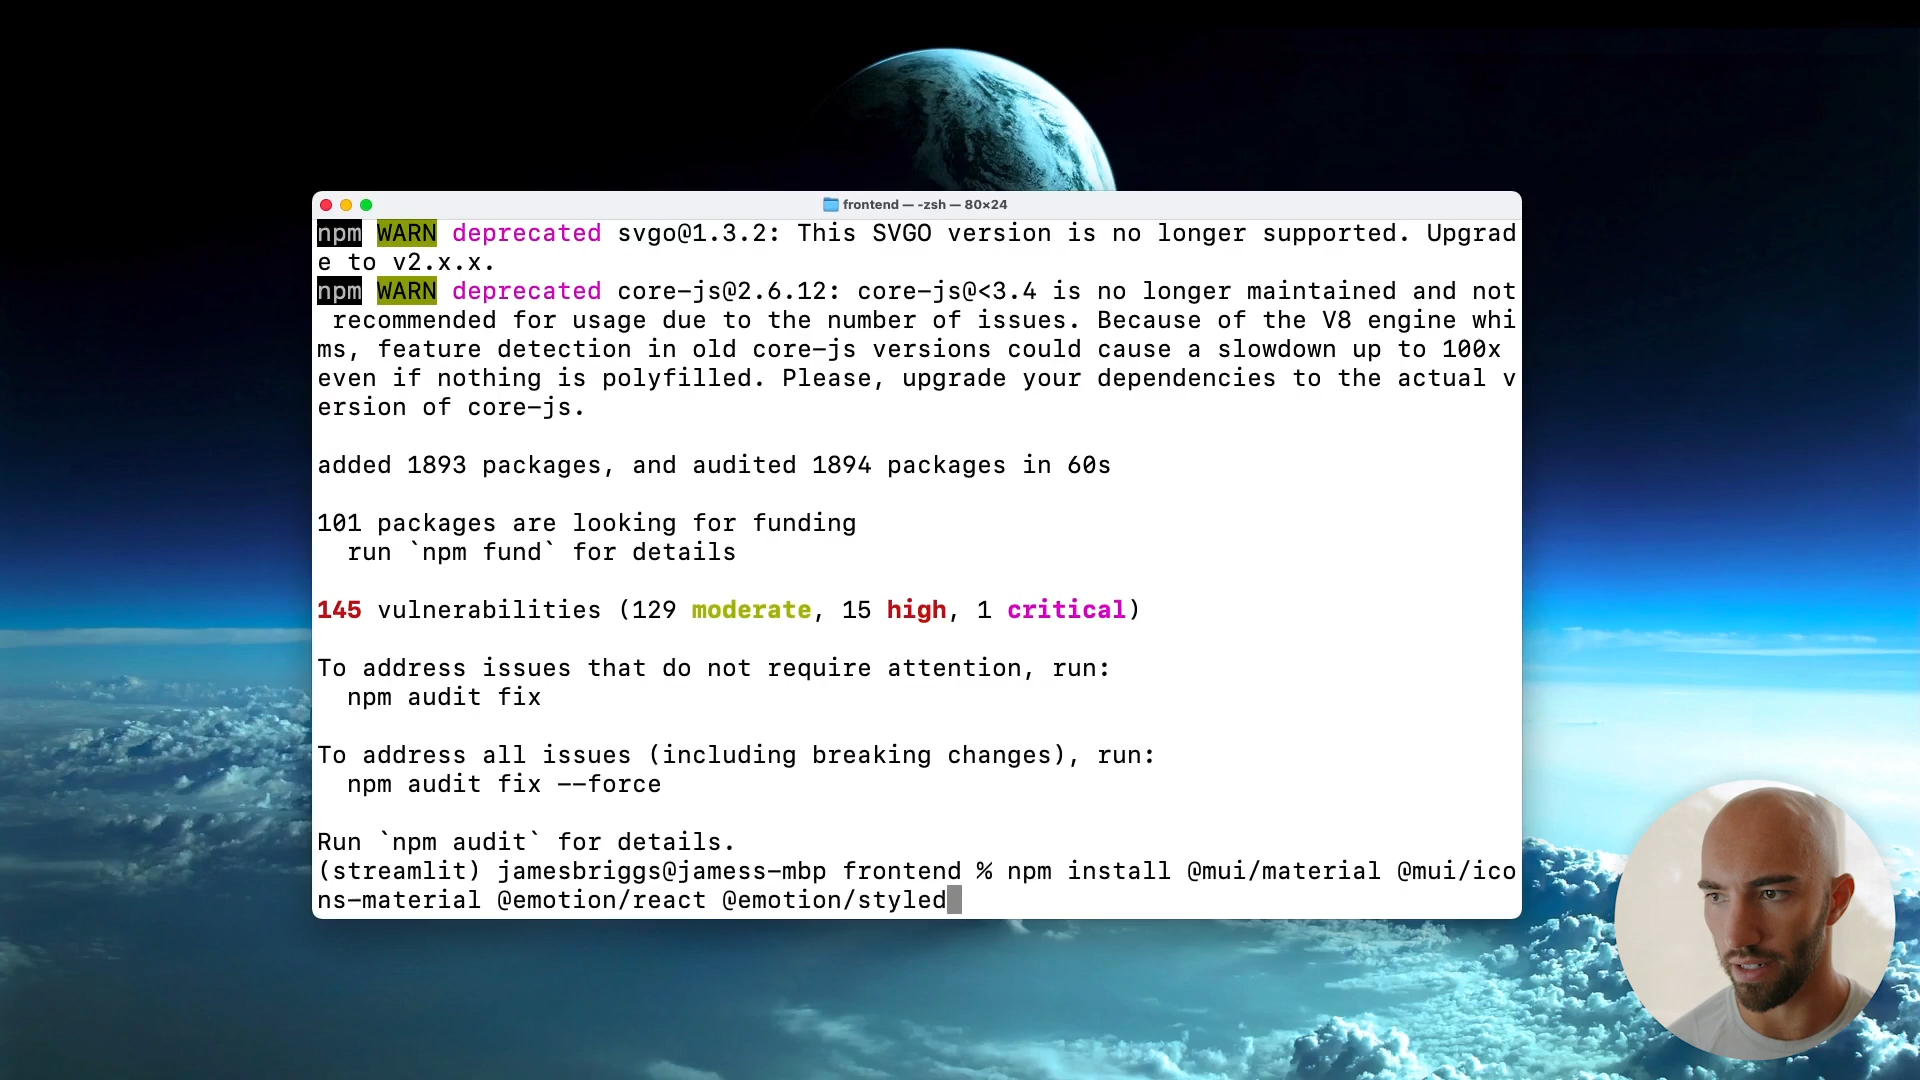 frontend — -zsh — 80×24
npm WARN deprecated svgo@1.3.2: This SVGO version is no longer supported. Upgrad
e to v2.x.x.
npm WARN deprecated core-js@2.6.12: core-js@<3.4 is no longer maintained and not
 recommended for usage due to the number of issues. Because of the V8 engine whi
ms, feature detection in old core-js versions could cause a slowdown up to 100x
even if nothing is polyfilled. Please, upgrade your dependencies to the actual v
ersion of core-js.
added 1893 packages, and audited 1894 packages in 60s
101 packages are looking for funding
  run `npm fund` for details
145 vulnerabilities (129 moderate, 15 high, 1 critical)
To address issues that do not require attention, run:
  npm audit fix
To address all issues (including breaking changes), run:
  npm audit fix --force
Run `npm audit` for details.
(streamlit) jamesbriggs@jamess-mbp frontend % npm install @mui/material @mui/ico
ns-material @emotion/react @emotion/styled